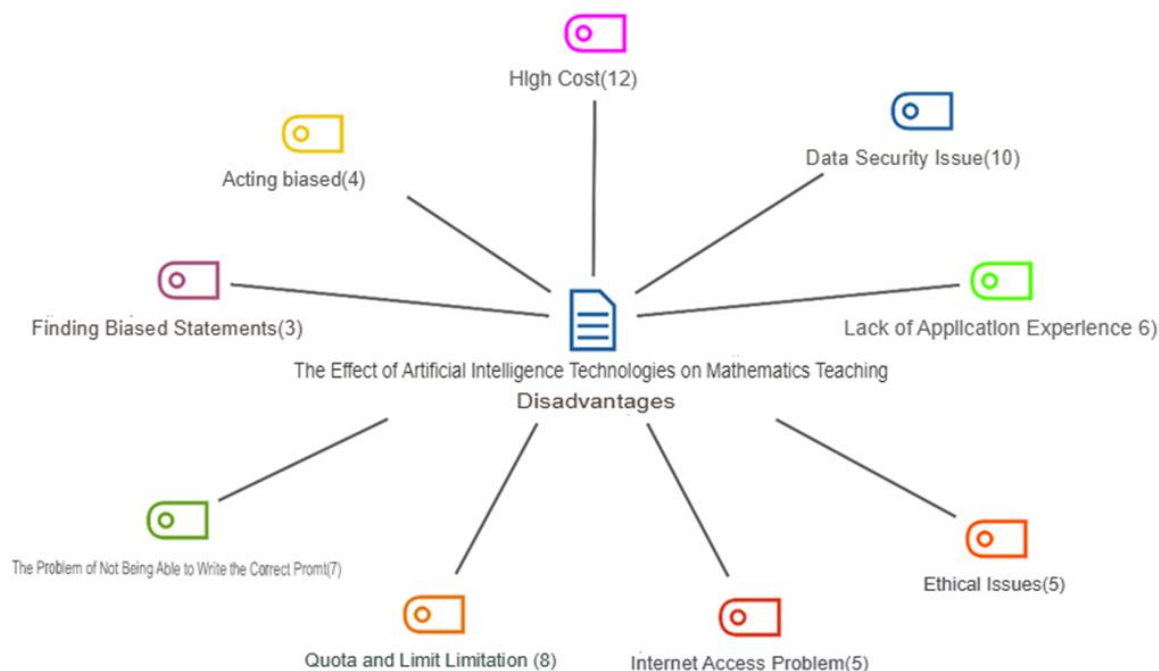 High Cost(12)
Data Security Issue(10)
Acting biased(4)
Finding Biased Statements(3)
Lack of Application Experience 6)
The Effect of Artificial Intelligence Technologies on Mathematics Teaching
Disadvantages
The Problem of Not Being Able to Write the Correct Promt(7)
Ethical Issues(5)
Quota and Limit Limitation (8)
Internet Access Problem(5)